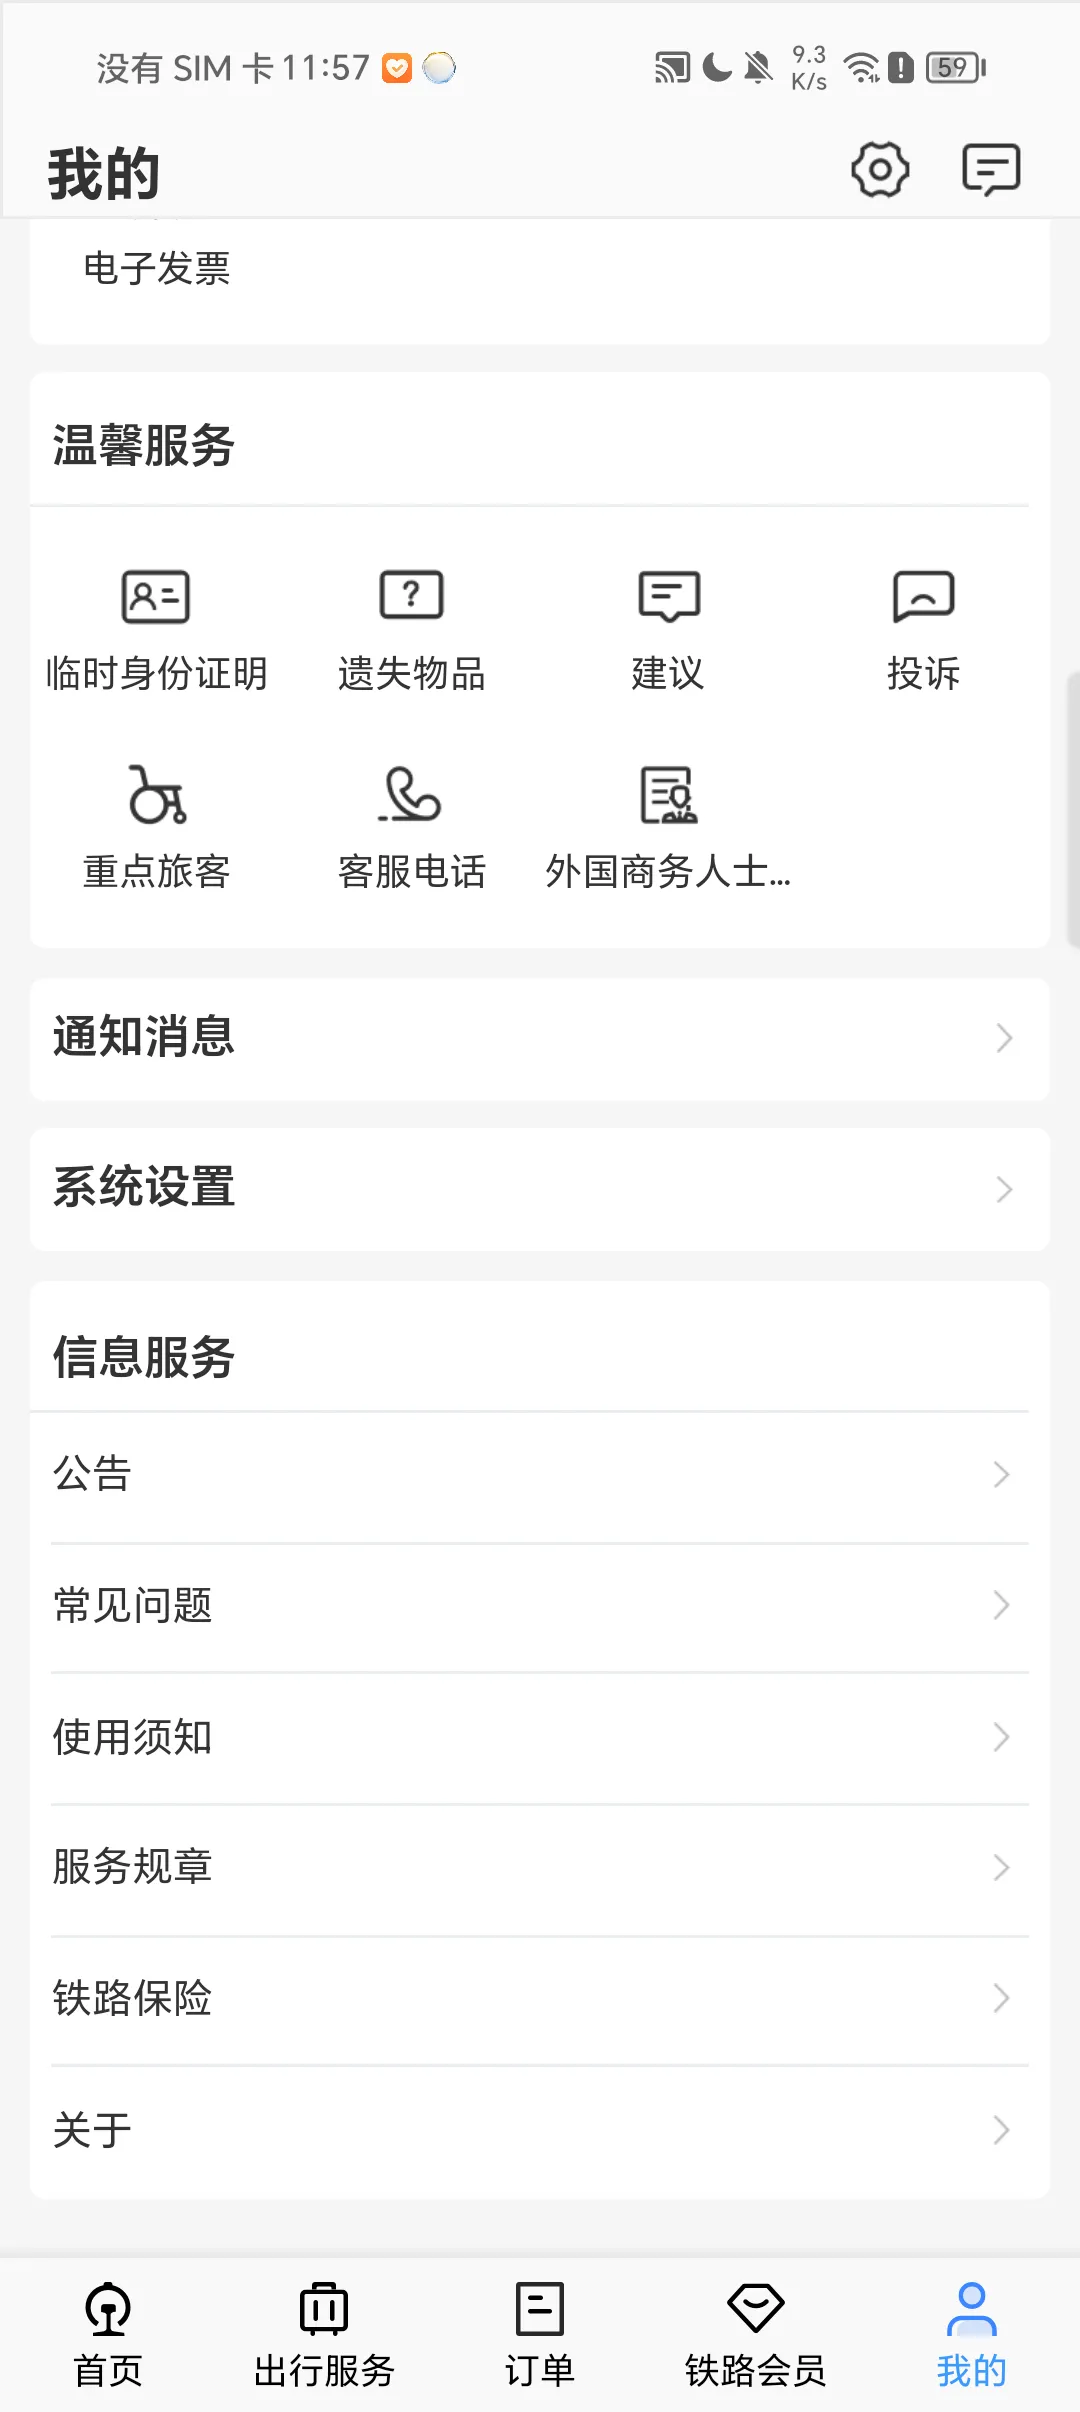 没有 SIM 卡 11:57
9.3
K/s
59
我的
电子发票
温馨服务
临时身份证明 遗失物品 建议 投诉
重点旅客 客服电话 外国商务人士...
通知消息
系统设置
信息服务
公告
常见问题
使用须知
服务规章
铁路保险
关于
首页 出行服务 订单 铁路会员 我的